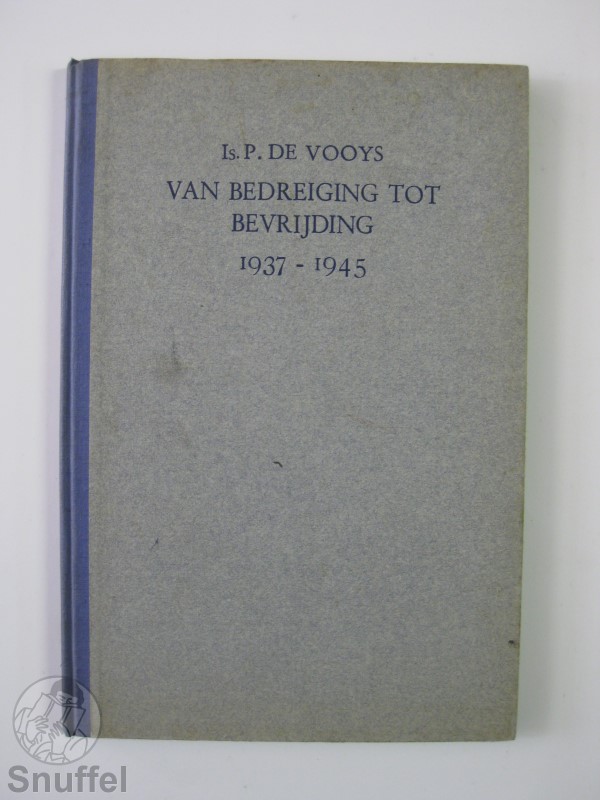 Is. P. DE VOOYS
VAN BEDREIGING TOT
BEVRIJDING
1937 - 1945
Snuffel